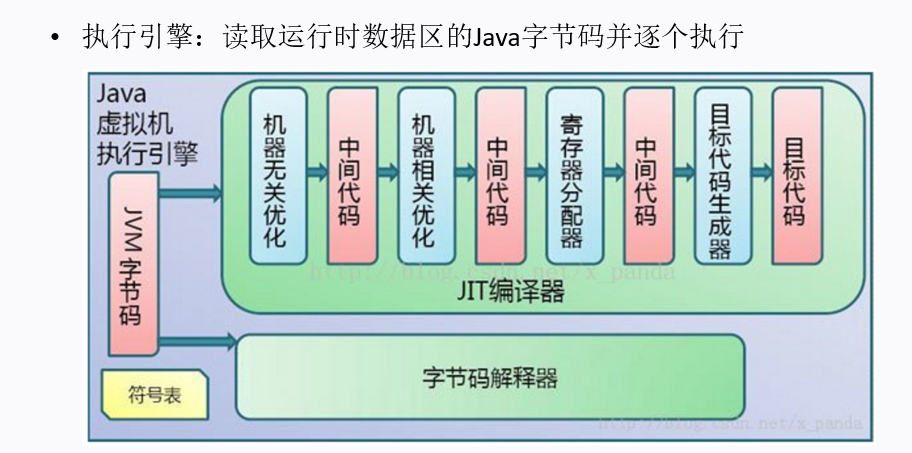 • 执行引擎：读取运行时数据区的Java字节码并逐个执行
Java
虚拟机
执行引擎
JVM字节码
符号表
机器无关优化
中间代码
机器相关优化
中间代码
寄存器分配器
中间代码
目标代码生成器
目标代码
http://blog.csdn.net/x_panda
JIT编译器
字节码解释器
http://blog.csdn.net/x_panda